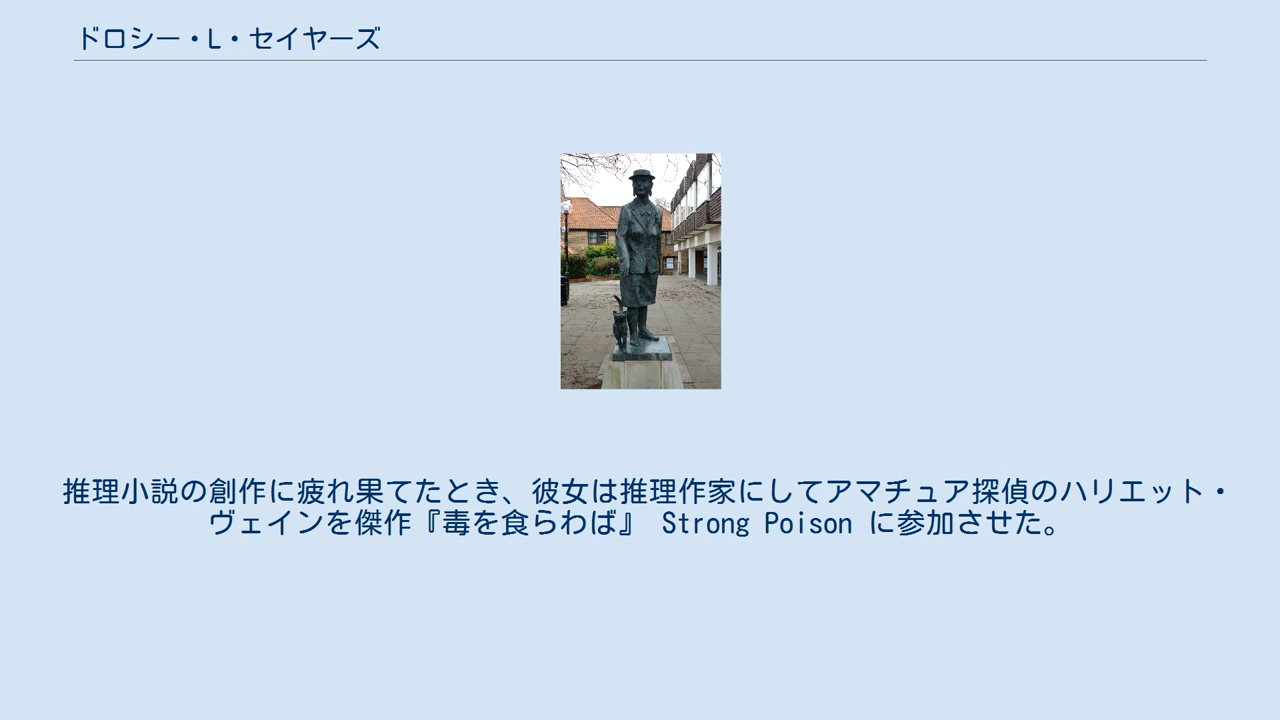 ドロシー・L・セイヤーズ
推理小説の創作に疲れ果てたとき、彼女は推理作家にしてアマチュア探偵のハリエット・
ヴェインを傑作『毒を食らわば』 Strong Poison に参加させた。